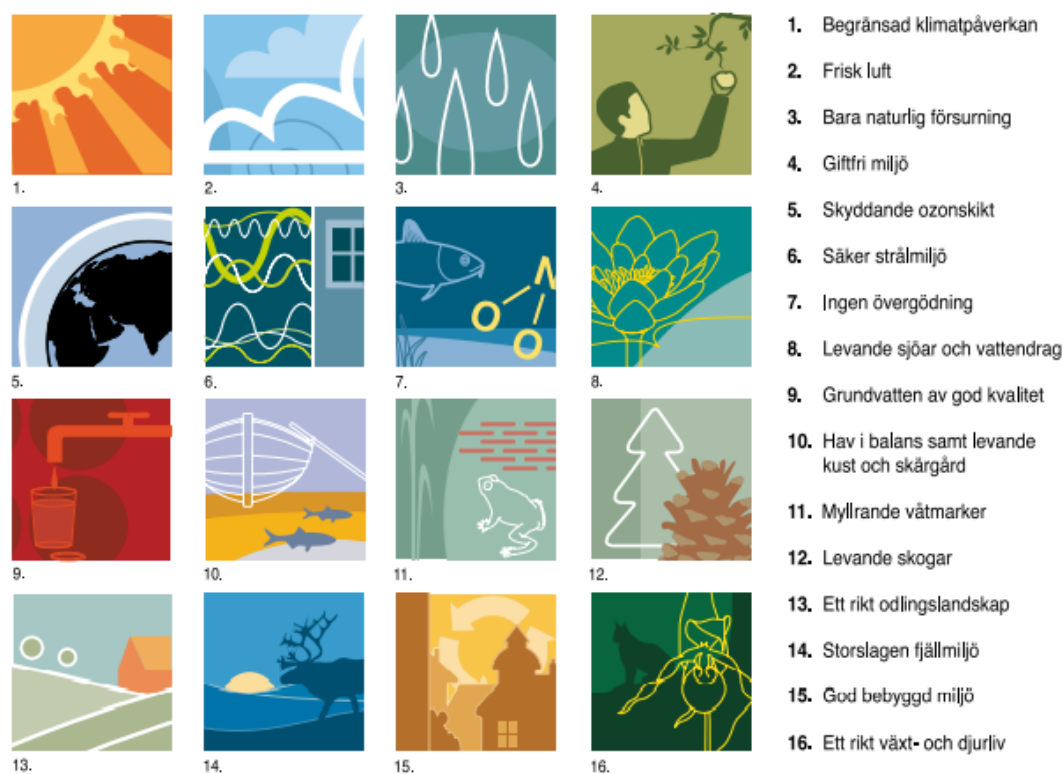 1.
2.
3.
4.
5.
6.
N
O
O
7.
8.
9.
10.
11.
12.
13.
14.
15.
16.
1. Begränsad klimatpåverkan
2. Frisk luft
3. Bara naturlig försurning
4. Giftfri miljö
5. Skyddande ozonskikt
6. Säker strålmiljö
7. Ingen övergödning
8. Levande sjöar och vattendrag
9. Grundvatten av god kvalitet
10. Hav i balans samt levande
kust och skärgård
11. Myllrande våtmarker
12. Levande skogar
13. Ett rikt odlingslandskap
14. Storslagen fjällmiljö
15. God bebyggd miljö
16. Ett rikt växt- och djurliv